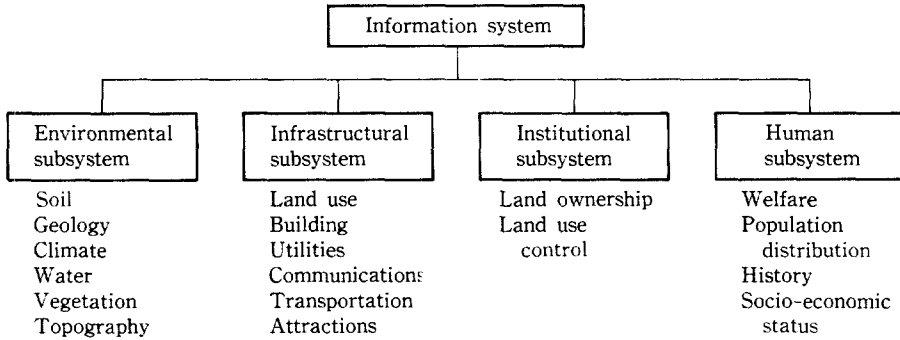 Information system
Environmental
subsystem
Soil
Geology
Climate
Water
Vegetation
Topography
Infrastructural
subsystem
Land use
Building
Utilities
Communications
Transportation
Attractions
Institutional
subsystem
Land ownership
Land use
control
Human
subsystem
Welfare
Population
distribution
History
Socio-economic
status